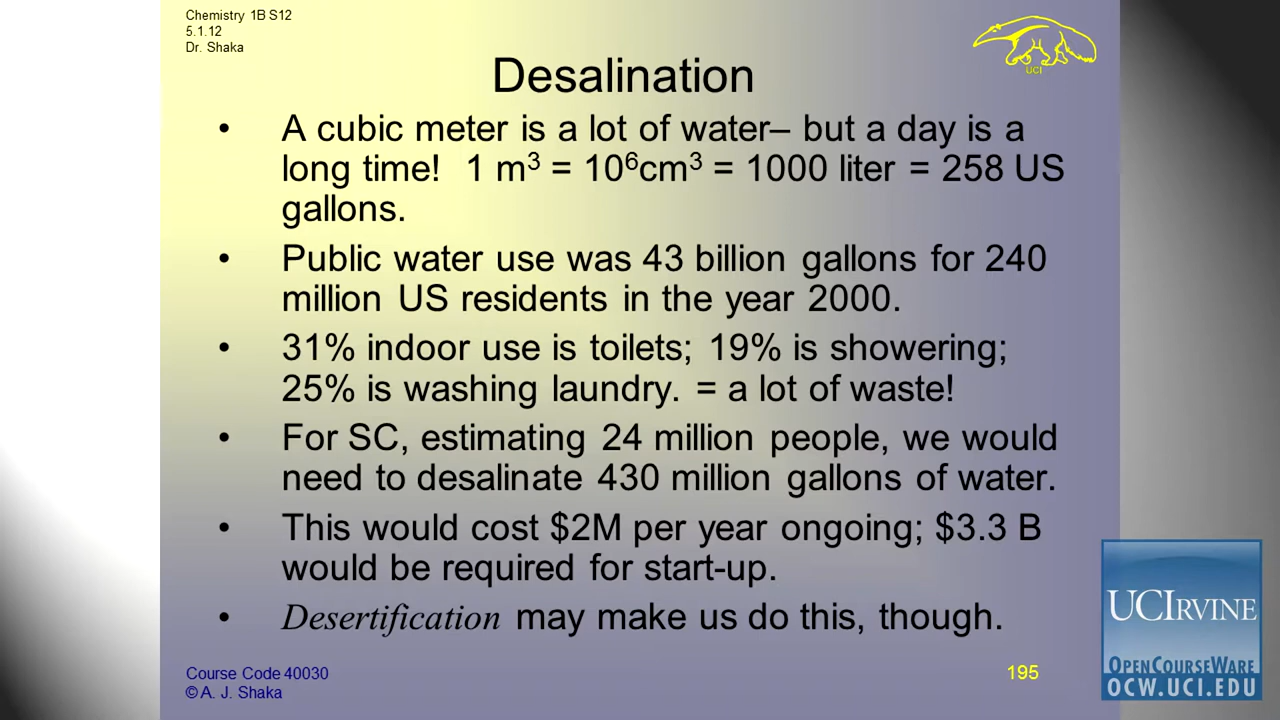 Chemistry 1B S12
5.1.12
Dr. Shaka
UCI
Desalination
• A cubic meter is a lot of water– but a day is a
long time! 1 m³ = 10⁶cm³ = 1000 liter = 258 US
gallons.
• Public water use was 43 billion gallons for 240
million US residents in the year 2000.
• 31% indoor use is toilets; 19% is showering;
25% is washing laundry. = a lot of waste!
• For SC, estimating 24 million people, we would
need to desalinate 430 million gallons of water.
• This would cost $2M per year ongoing; $3.3 B
would be required for start-up.
• Desertification may make us do this, though.
Course Code 40030
© A. J. Shaka
195
UCIRVINE
OPENCOURSEWARE
OCW.UCI.EDU